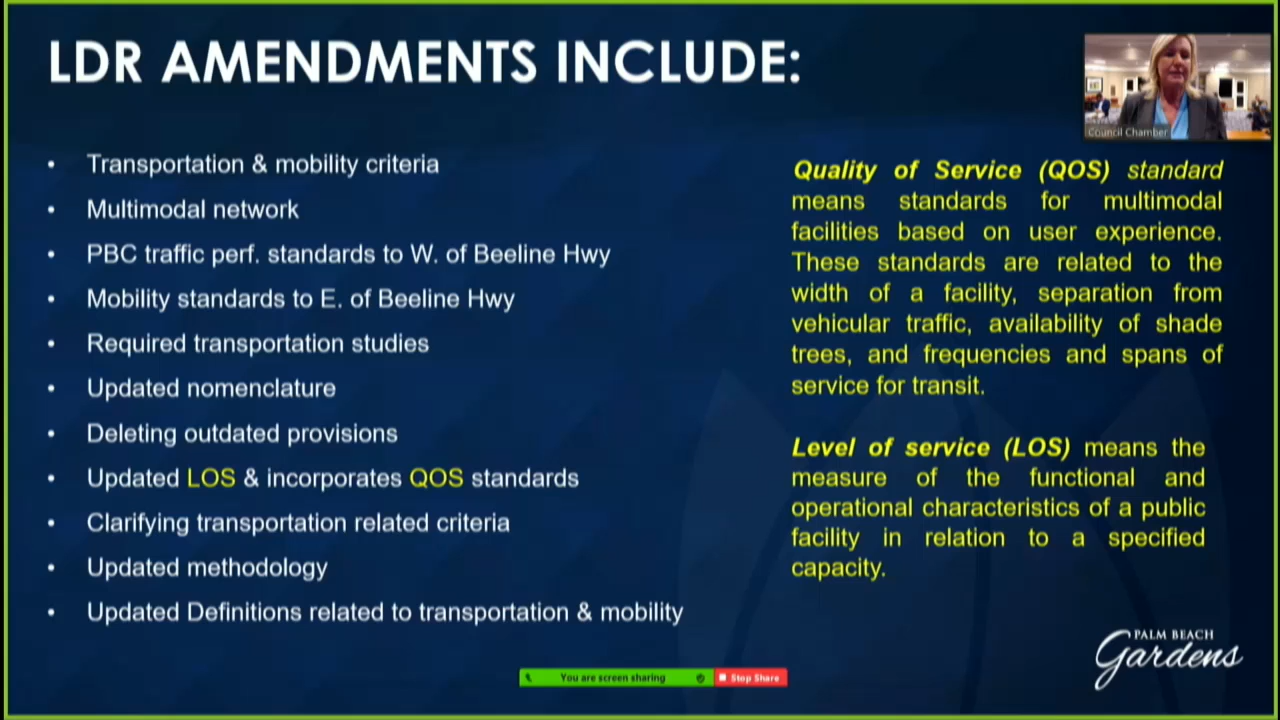 LDR AMENDMENTS INCLUDE:
Council Chamber
• Transportation & mobility criteria
• Multimodal network
• PBC traffic perf. standards to W. of Beeline Hwy
• Mobility standards to E. of Beeline Hwy
• Required transportation studies
• Updated nomenclature
• Deleting outdated provisions
• Updated LOS & incorporates QOS standards
• Clarifying transportation related criteria
• Updated methodology
• Updated Definitions related to transportation & mobility
Quality of Service (QOS) standard
means standards for multimodal
facilities based on user experience.
These standards are related to the
width of a facility, separation from
vehicular traffic, availability of shade
trees, and frequencies and spans of
service for transit.
Level of service (LOS) means the
measure of the functional and
operational characteristics of a public
facility in relation to a specified
capacity.
PALM BEACH
Gardens
You are screen sharing
Stop Share